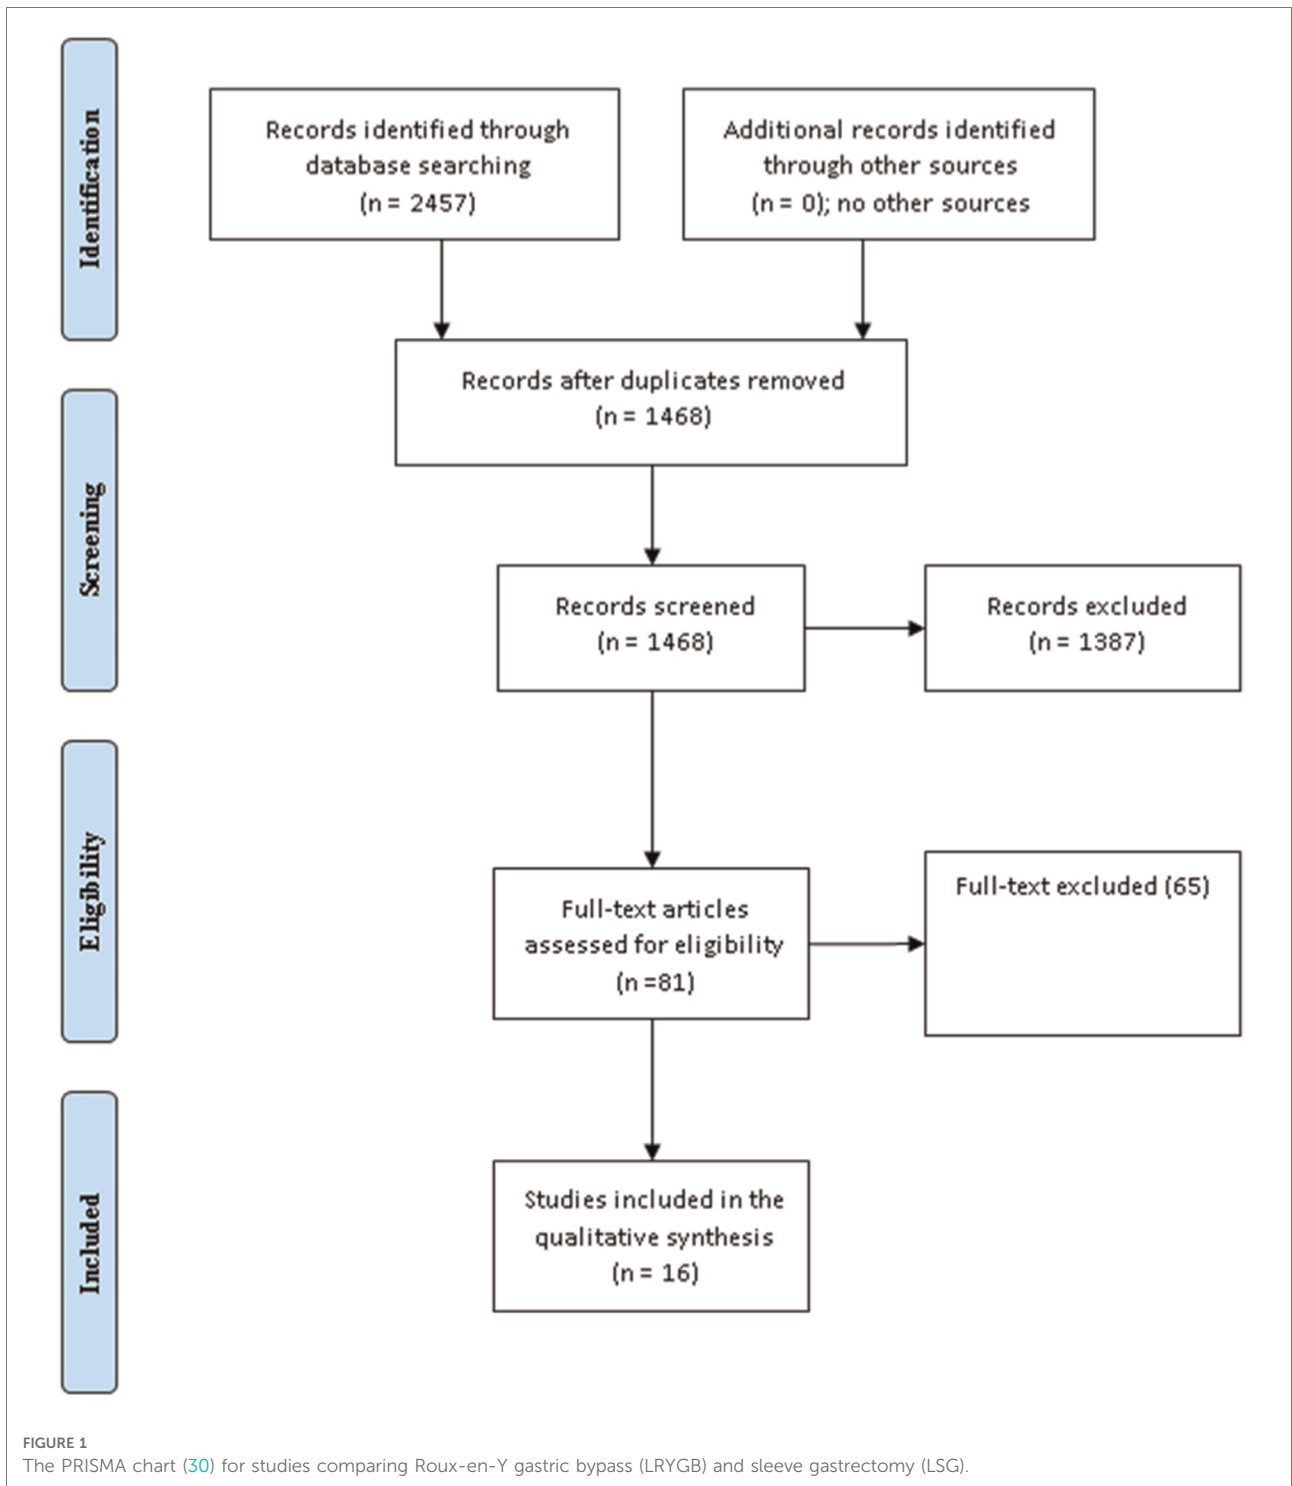 Identification
Records identified through
database searching
(n = 2457)
Additional records identified
through other sources
(n = 0); no other sources
Records after duplicates removed
(n = 1468)
Screening
Records screened
(n = 1468)
Records excluded
(n = 1387)
Eligibility
Full-text articles
assessed for eligibility
(n =81)
Full-text excluded (65)
Included
Studies included in the
qualitative synthesis
(n = 16)
FIGURE 1
The PRISMA chart (30) for studies comparing Roux-en-Y gastric bypass (LRYGB) and sleeve gastrectomy (LSG).